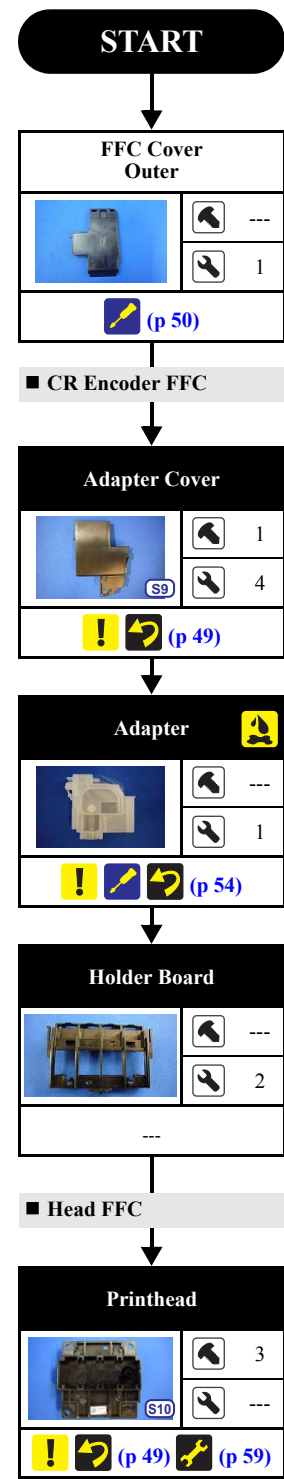 START
FFC Cover
Outer
---
1
(p 50)
■ CR Encoder FFC
Adapter Cover
1
S9
4
! (p 49)
Adapter
---
1
! (p 54)
Holder Board
---
2
---
■ Head FFC
Printhead
3
S10
---
! (p 49) (p 59)